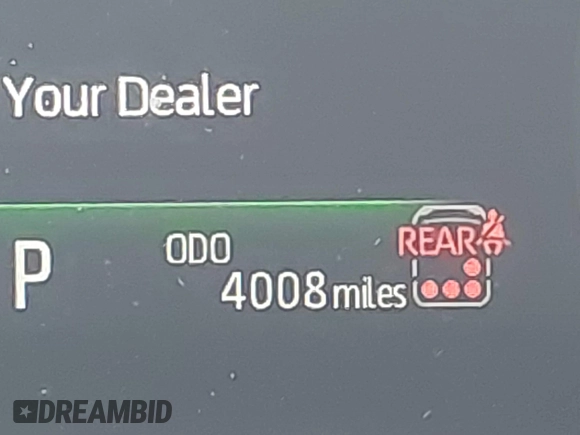 Your Dealer
P
ODO
REAR
4008 miles
DREAMBID